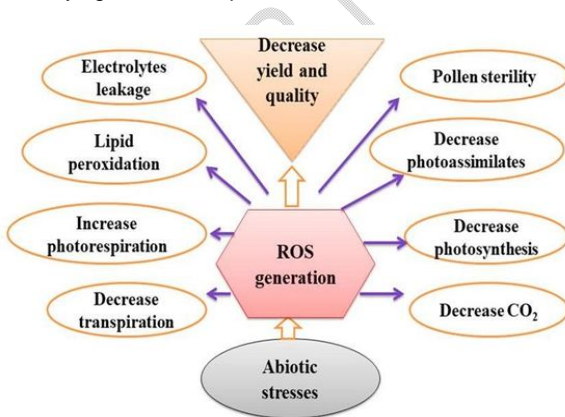 Decrease
yield and
quality
Electrolytes
leakage
Pollen sterility
Lipid
peroxidation
Decrease
photoassimilates
Increase
photorespiration
ROS
generation
Decrease
photosynthesis
Decrease
transpiration
Decrease CO₂
Abiotic
stresses